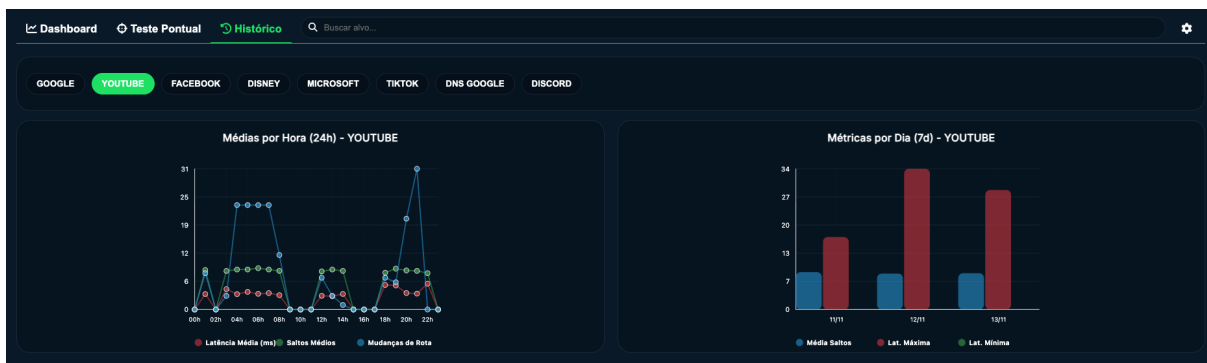 Dashboard Teste Pontual Histórico Buscar alvo...
GOOGLE YOUTUBE FACEBOOK DISNEY MICROSOFT TIKTOK DNS GOOGLE DISCORD
Médias por Hora (24h) - YOUTUBE
31
25
19
12
6
0
00h 02h 04h 06h 08h 10h 12h 14h 16h 18h 20h 22h
Latência Média (ms) Saltos Médios Mudanças de Rota
Métricas por Dia (7d) - YOUTUBE
34
27
20
13
7
0
11/11 12/11 13/11
Média Saltos Lat. Máxima Lat. Mínima